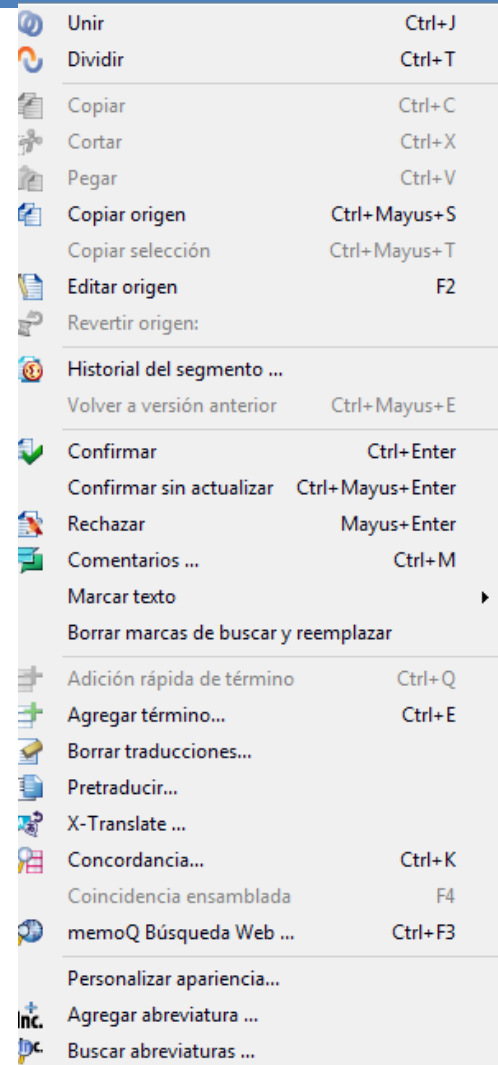 Unir Ctrl+J
Dividir Ctrl+T
Copiar Ctrl+C
Cortar Ctrl+X
Pegar Ctrl+V
Copiar origen Ctrl+Mayus+S
Copiar selección Ctrl+Mayus+T
Editar origen F2
Revertir origen:
Historial del segmento ...
Volver a versión anterior Ctrl+Mayus+E
Confirmar Ctrl+Enter
Confirmar sin actualizar Ctrl+Mayus+Enter
Rechazar Mayus+Enter
Comentarios ... Ctrl+M
Marcar texto
Borrar marcas de buscar y reemplazar
Adición rápida de término Ctrl+Q
Agregar término... Ctrl+E
Borrar traducciones...
Pretraducir...
X-Translate ...
Concordancia... Ctrl+K
Coincidencia ensamblada F4
memoQ Búsqueda Web ... Ctrl+F3
Personalizar apariencia...
Inc. Agregar abreviatura ...
Buscar abreviaturas ...